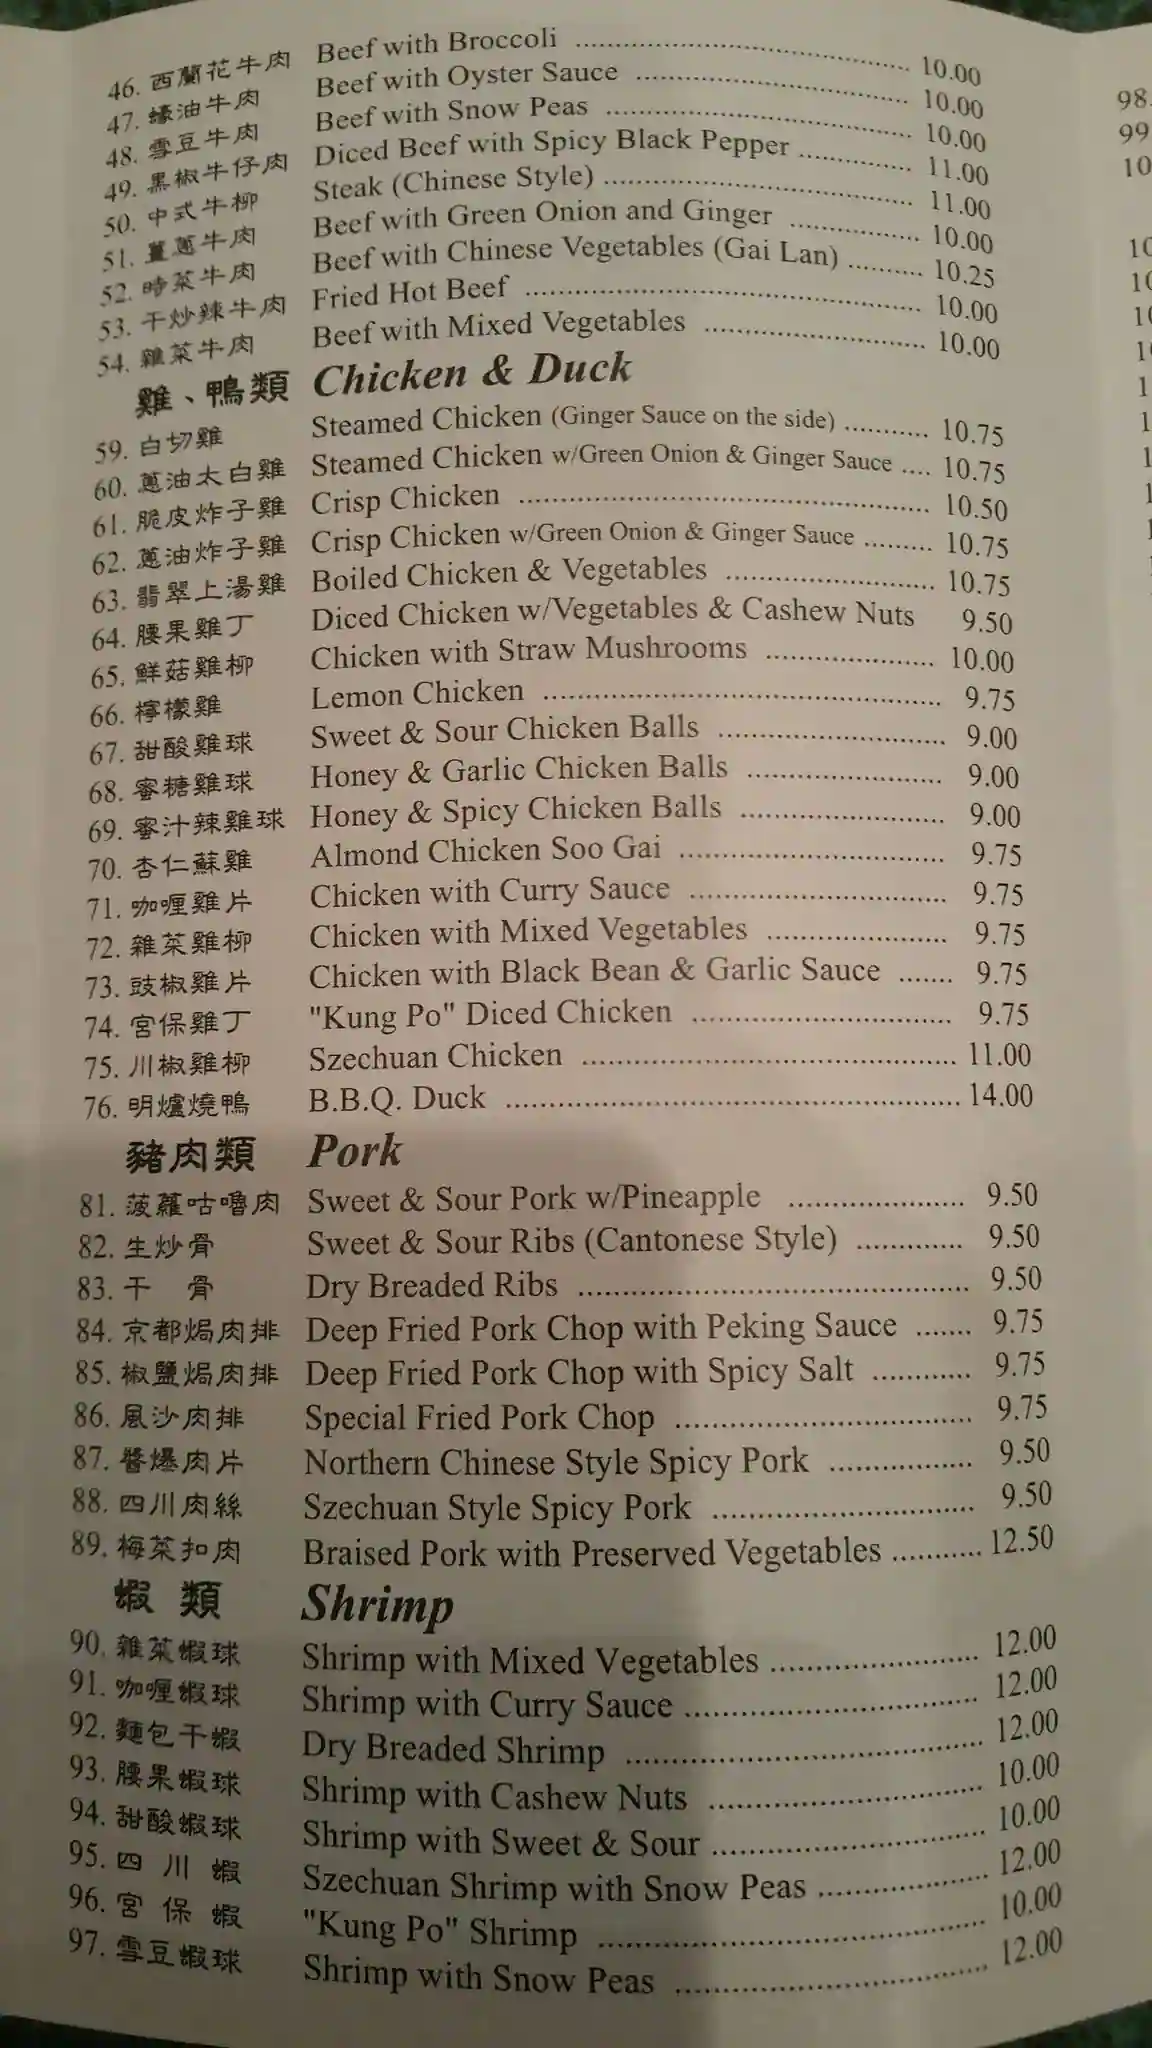 46. 西蘭花牛肉 Beef with Broccoli 10.00
47. 蠔油牛肉 Beef with Oyster Sauce 10.00
48. 雪豆牛肉 Beef with Snow Peas 10.00
49. 黑椒牛仔肉 Diced Beef with Spicy Black Pepper 11.00
50. 中式牛柳 Steak (Chinese Style) 11.00
51. 薑蔥牛肉 Beef with Green Onion and Ginger 10.00
52. 時菜牛肉 Beef with Chinese Vegetables (Gai Lan) 10.25
53. 干炒辣牛肉 Fried Hot Beef 10.00
54. 雜菜牛肉 Beef with Mixed Vegetables 10.00
雞、鴨類 Chicken & Duck
59. 白切雞 Steamed Chicken (Ginger Sauce on the side) 10.75
60. 蔥油太白雞 Steamed Chicken w/Green Onion & Ginger Sauce 10.75
61. 脆皮炸子雞 Crisp Chicken 10.50
62. 蔥油炸子雞 Crisp Chicken w/Green Onion & Ginger Sauce 10.75
63. 翡翠上湯雞 Boiled Chicken & Vegetables 10.75
64. 腰果雞丁 Diced Chicken w/Vegetables & Cashew Nuts 9.50
65. 鮮菇雞柳 Chicken with Straw Mushrooms 10.00
66. 檸檬雞 Lemon Chicken 9.75
67. 甜酸雞球 Sweet & Sour Chicken Balls 9.00
68. 蜜糖雞球 Honey & Garlic Chicken Balls 9.00
69. 蜜汁辣雞球 Honey & Spicy Chicken Balls 9.00
70. 杏仁蘇雞 Almond Chicken Soo Gai 9.75
71. 咖喱雞片 Chicken with Curry Sauce 9.75
72. 雜菜雞柳 Chicken with Mixed Vegetables 9.75
73. 豉椒雞片 Chicken with Black Bean & Garlic Sauce 9.75
74. 宮保雞丁 "Kung Po" Diced Chicken 9.75
75. 川椒雞柳 Szechuan Chicken 11.00
76. 明爐燒鴨 B.B.Q. Duck 14.00
豬肉類 Pork
81. 菠蘿咕嚕肉 Sweet & Sour Pork w/Pineapple 9.50
82. 生炒骨 Sweet & Sour Ribs (Cantonese Style) 9.50
83. 干 骨 Dry Breaded Ribs 9.50
84. 京都焗肉排 Deep Fried Pork Chop with Peking Sauce 9.75
85. 椒鹽焗肉排 Deep Fried Pork Chop with Spicy Salt 9.75
86. 風沙肉排 Special Fried Pork Chop 9.75
87. 醬爆肉片 Northern Chinese Style Spicy Pork 9.50
88. 四川肉絲 Szechuan Style Spicy Pork 9.50
89. 梅菜扣肉 Braised Pork with Preserved Vegetables 12.50
蝦 類 Shrimp
90. 雜菜蝦球 Shrimp with Mixed Vegetables 12.00
91. 咖喱蝦球 Shrimp with Curry Sauce 12.00
92. 麵包干蝦 Dry Breaded Shrimp 12.00
93. 腰果蝦球 Shrimp with Cashew Nuts 10.00
94. 甜酸蝦球 Shrimp with Sweet & Sour 10.00
95. 四 川 蝦 Szechuan Shrimp with Snow Peas 12.00
96. 宮 保 蝦 "Kung Po" Shrimp 10.00
97. 雪豆蝦球 Shrimp with Snow Peas 12.00
98.
99